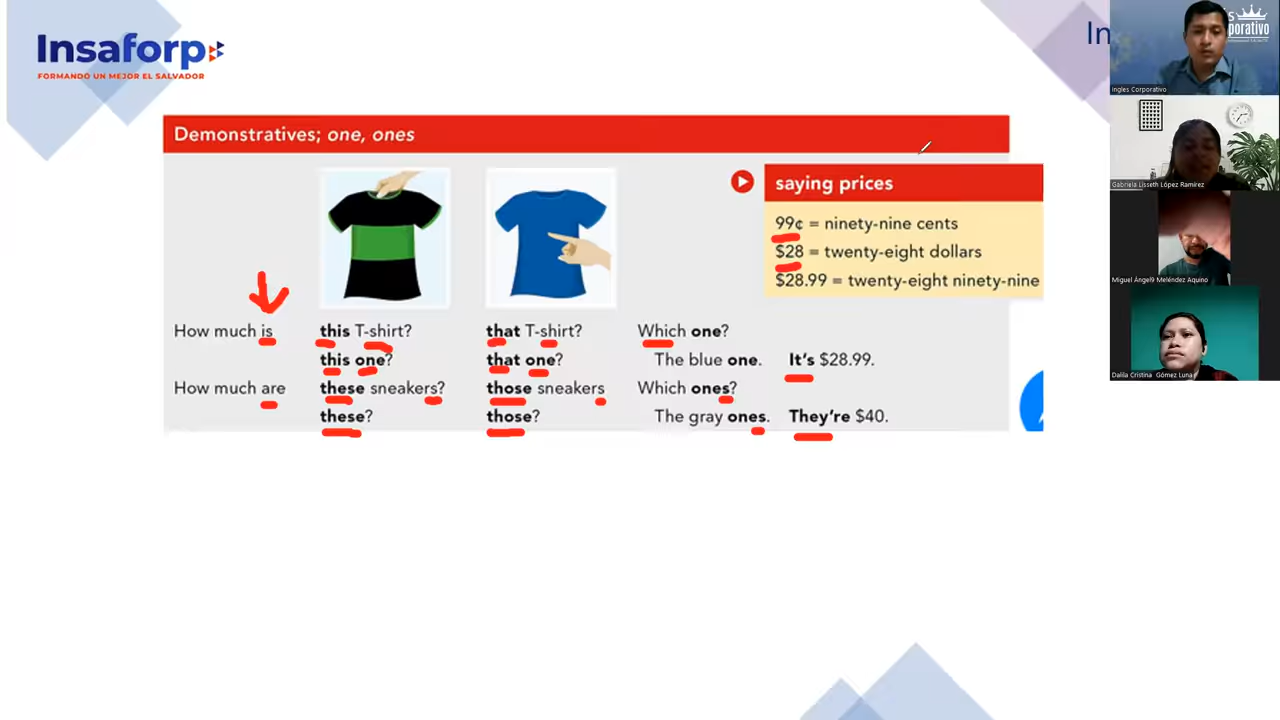 Insaforp
FORMANDO UN MEJOR EL SALVADOR
In
Demonstratives; one, ones
saying prices
99¢ = ninety-nine cents
$28 = twenty-eight dollars
$28.99 = twenty-eight ninety-nine
How much is this T-shirt? that T-shirt? Which one?
this one? that one? The blue one. It's $28.99.
How much are these sneakers? those sneakers Which ones?
these? those? The gray ones. They're $40.
s
porativo
Ingles Corporativo
Gabriela Lisseth López Ramírez
Miguel Ángel9 Meléndez Aquino
Dalila Cristina Gómez Luna